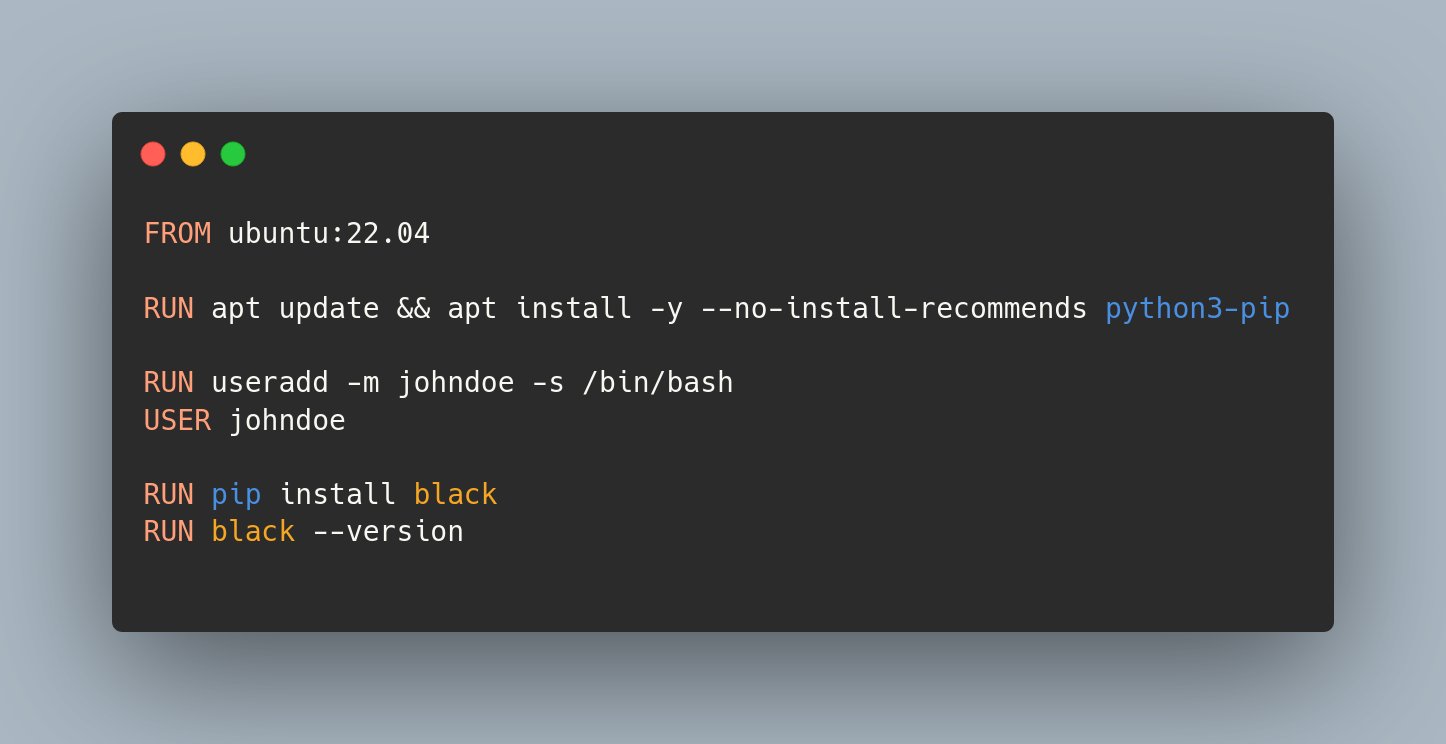 FROM ubuntu:22.04
RUN apt update && apt install -y --no-install-recommends python3-pip
RUN useradd -m johndoe -s /bin/bash
USER johndoe
RUN pip install black
RUN black --version